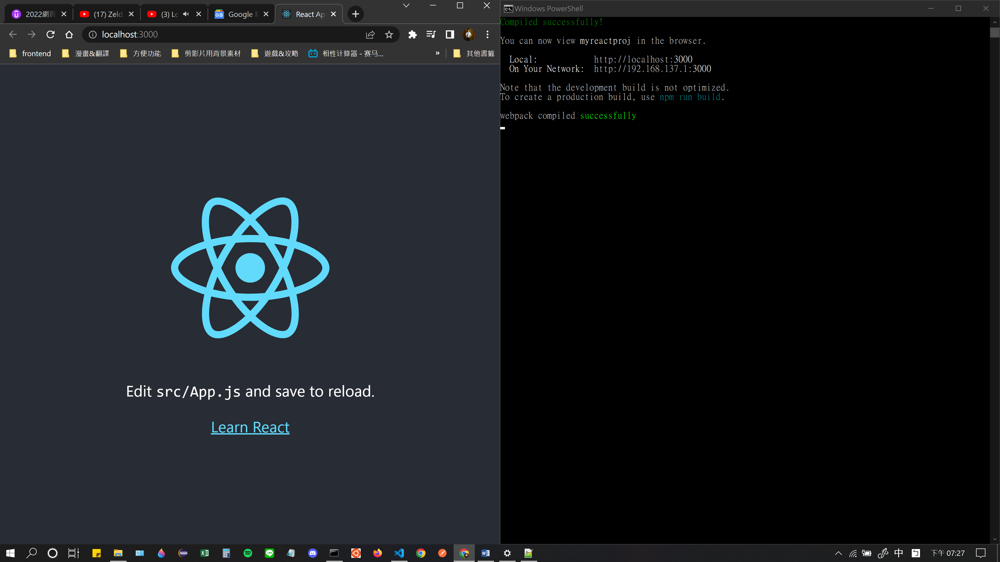 2022網頁
(17) Zeld
(3) Lo
Google 新
React Ap
localhost:3000
frontend
漫畫&翻譯
方便功能
剪影片用背景素材
遊戲&攻略
相性计算器 - 赛马...
»
其他書籤
Edit src/App.js and save to reload.
Learn React
Windows PowerShell
Compiled successfully!
You can now view myreactproj in the browser.
Local: http://localhost:3000
On Your Network: http://192.168.137.1:3000
Note that the development build is not optimized.
To create a production build, use npm run build.
webpack compiled successfully
中
ㄅ
下午 07:27